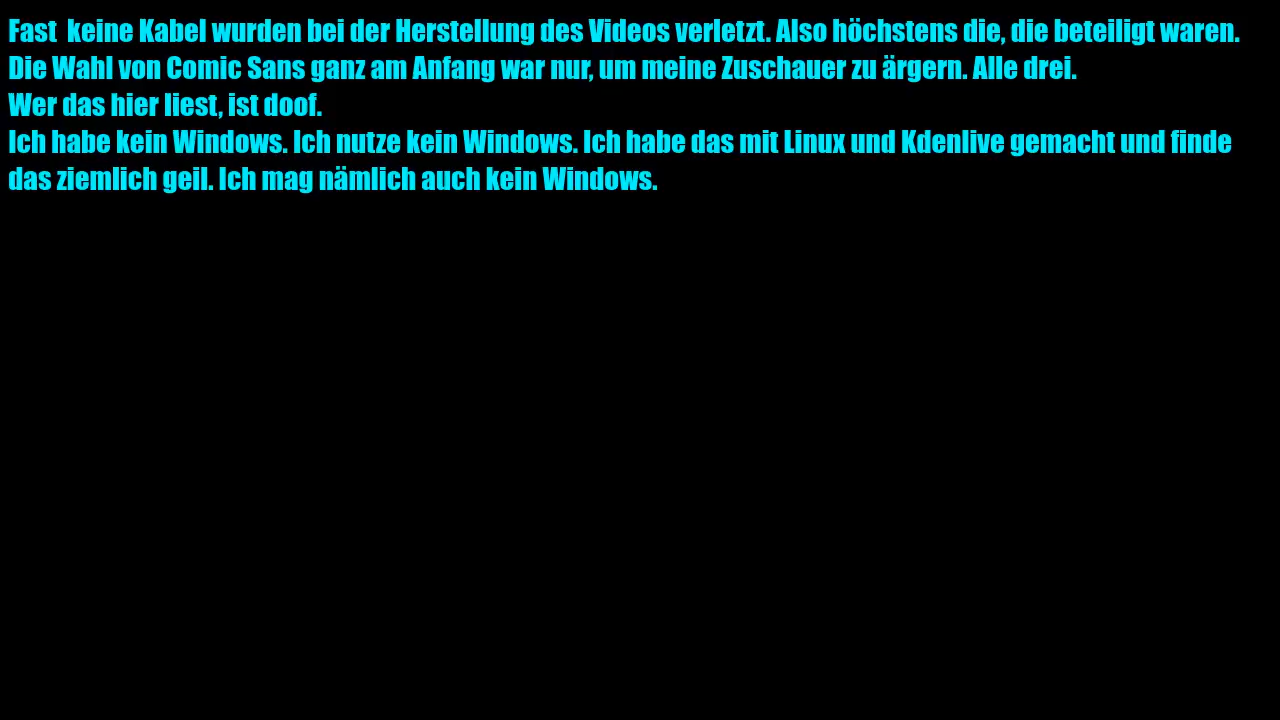 Fast  keine Kabel wurden bei der Herstellung des Videos verletzt. Also höchstens die, die beteiligt waren.
Die Wahl von Comic Sans ganz am Anfang war nur, um meine Zuschauer zu ärgern. Alle drei.
Wer das hier liest, ist doof.
Ich habe kein Windows. Ich nutze kein Windows. Ich habe das mit Linux und Kdenlive gemacht und finde
das ziemlich geil. Ich mag nämlich auch kein Windows.